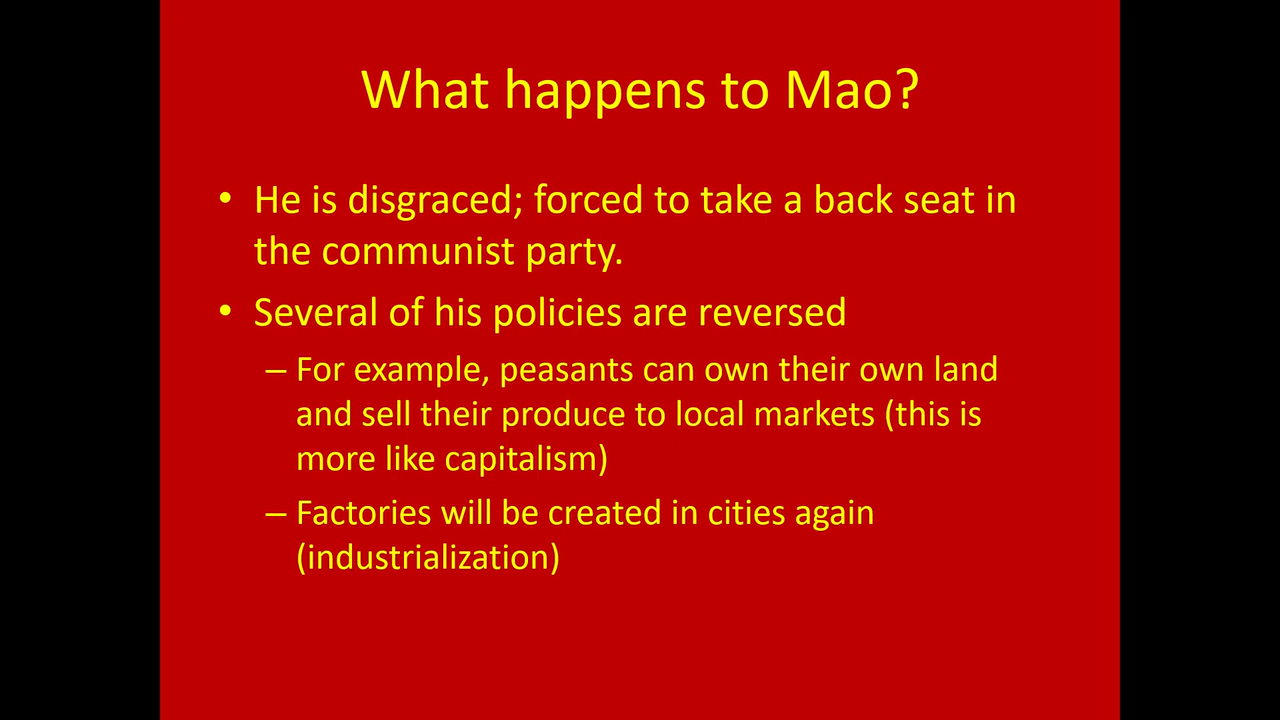 What happens to Mao?
• He is disgraced; forced to take a back seat in
the communist party.
• Several of his policies are reversed
– For example, peasants can own their own land
and sell their produce to local markets (this is
more like capitalism)
– Factories will be created in cities again
(industrialization)